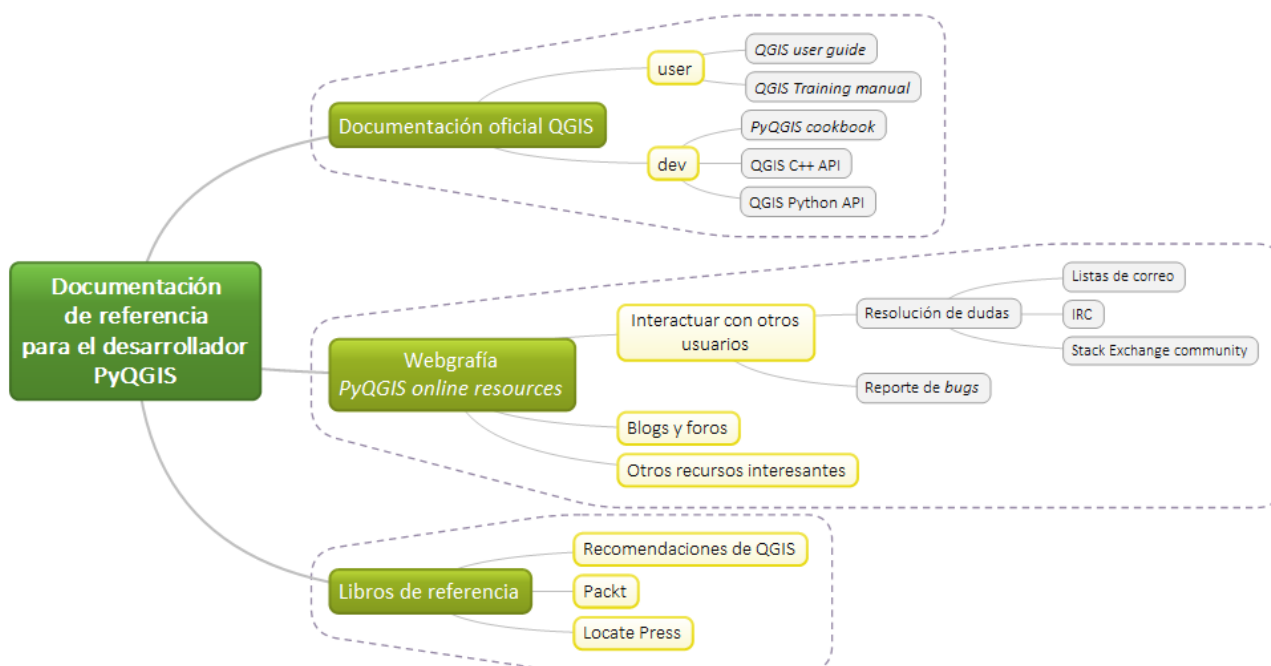 Documentación
de referencia
para el desarrollador
PyQGIS
Documentación oficial QGIS
user
QGIS user guide
QGIS Training manual
dev
PyQGIS cookbook
QGIS C++ API
QGIS Python API
Webgrafía
PyQGIS online resources
Interactuar con otros
usuarios
Resolución de dudas
Listas de correo
IRC
Stack Exchange community
Reporte de bugs
Blogs y foros
Otros recursos interesantes
Libros de referencia
Recomendaciones de QGIS
Packt
Locate Press